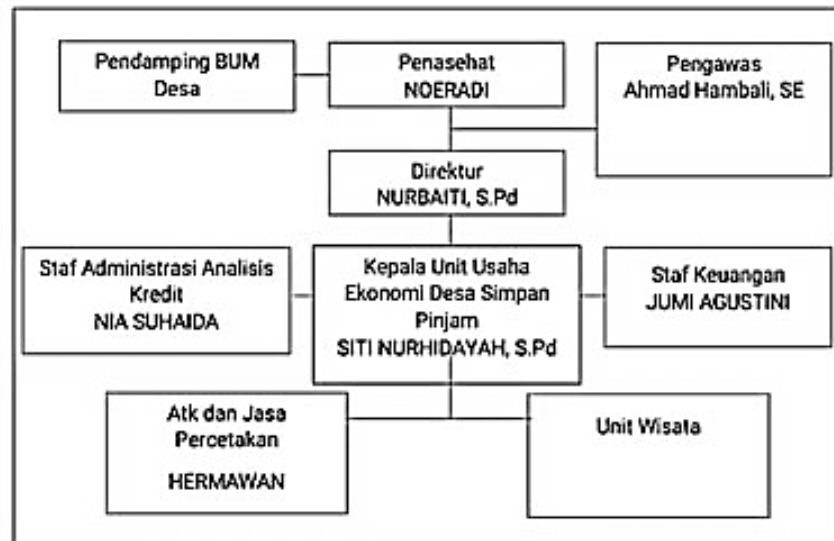 Pendamping BUM
Desa
Penasehat
NOERADI
Pengawas
Ahmad Hambali, SE
Direktur
NURBAITI, S.Pd
Staf Administrasi Analisis
Kredit
NIA SUHAIDA
Kepala Unit Usaha
Ekonomi Desa Simpan
Pinjam
SITI NURHIDAYAH, S.Pd
Staf Keuangan
JUMI AGUSTINI
Atk dan Jasa
Percetakan
HERMAWAN
Unit Wisata